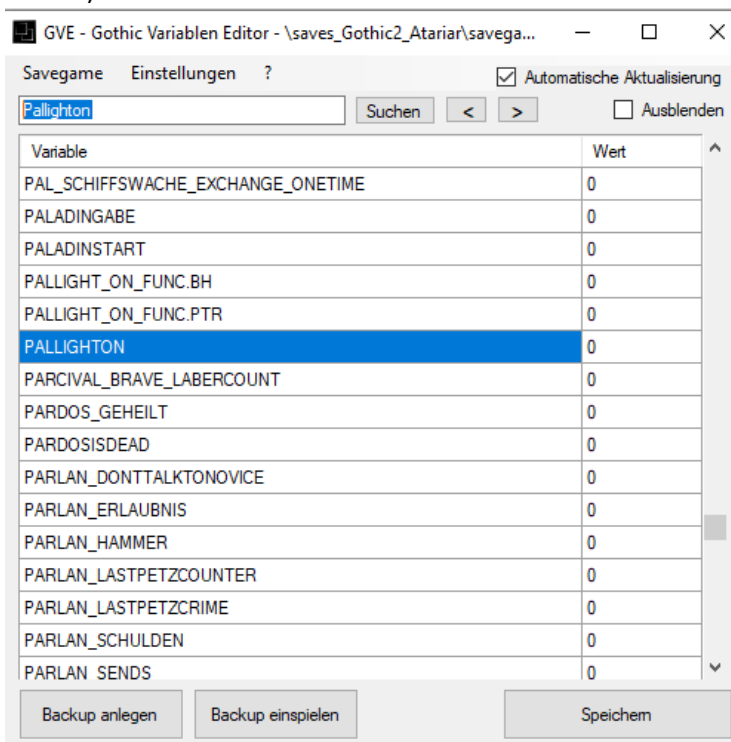 GVE - Gothic Variablen Editor - \saves_Gothic2_Atariar\savega...
Savegame Einstellungen ? Automatische Aktualisierung
Pallighton Suchen < > Ausblenden
Variable Wert
PAL_SCHIFFSWACHE_EXCHANGE_ONETIME 0
PALADINGABE 0
PALADINSTART 0
PALLIGHT_ON_FUNC.BH 0
PALLIGHT_ON_FUNC.PTR 0
PALLIGHTON 0
PARCIVAL_BRAVE_LABERCOUNT 0
PARDOS_GEHEILT 0
PARDOSISDEAD 0
PARLAN_DONTTALKTONOVICE 0
PARLAN_ERLAUBNIS 0
PARLAN_HAMMER 0
PARLAN_LASTPETZCOUNTER 0
PARLAN_LASTPETZCRIME 0
PARLAN_SCHULDEN 0
PARLAN_SENDS 0
Backup anlegen Backup einspielen Speichern